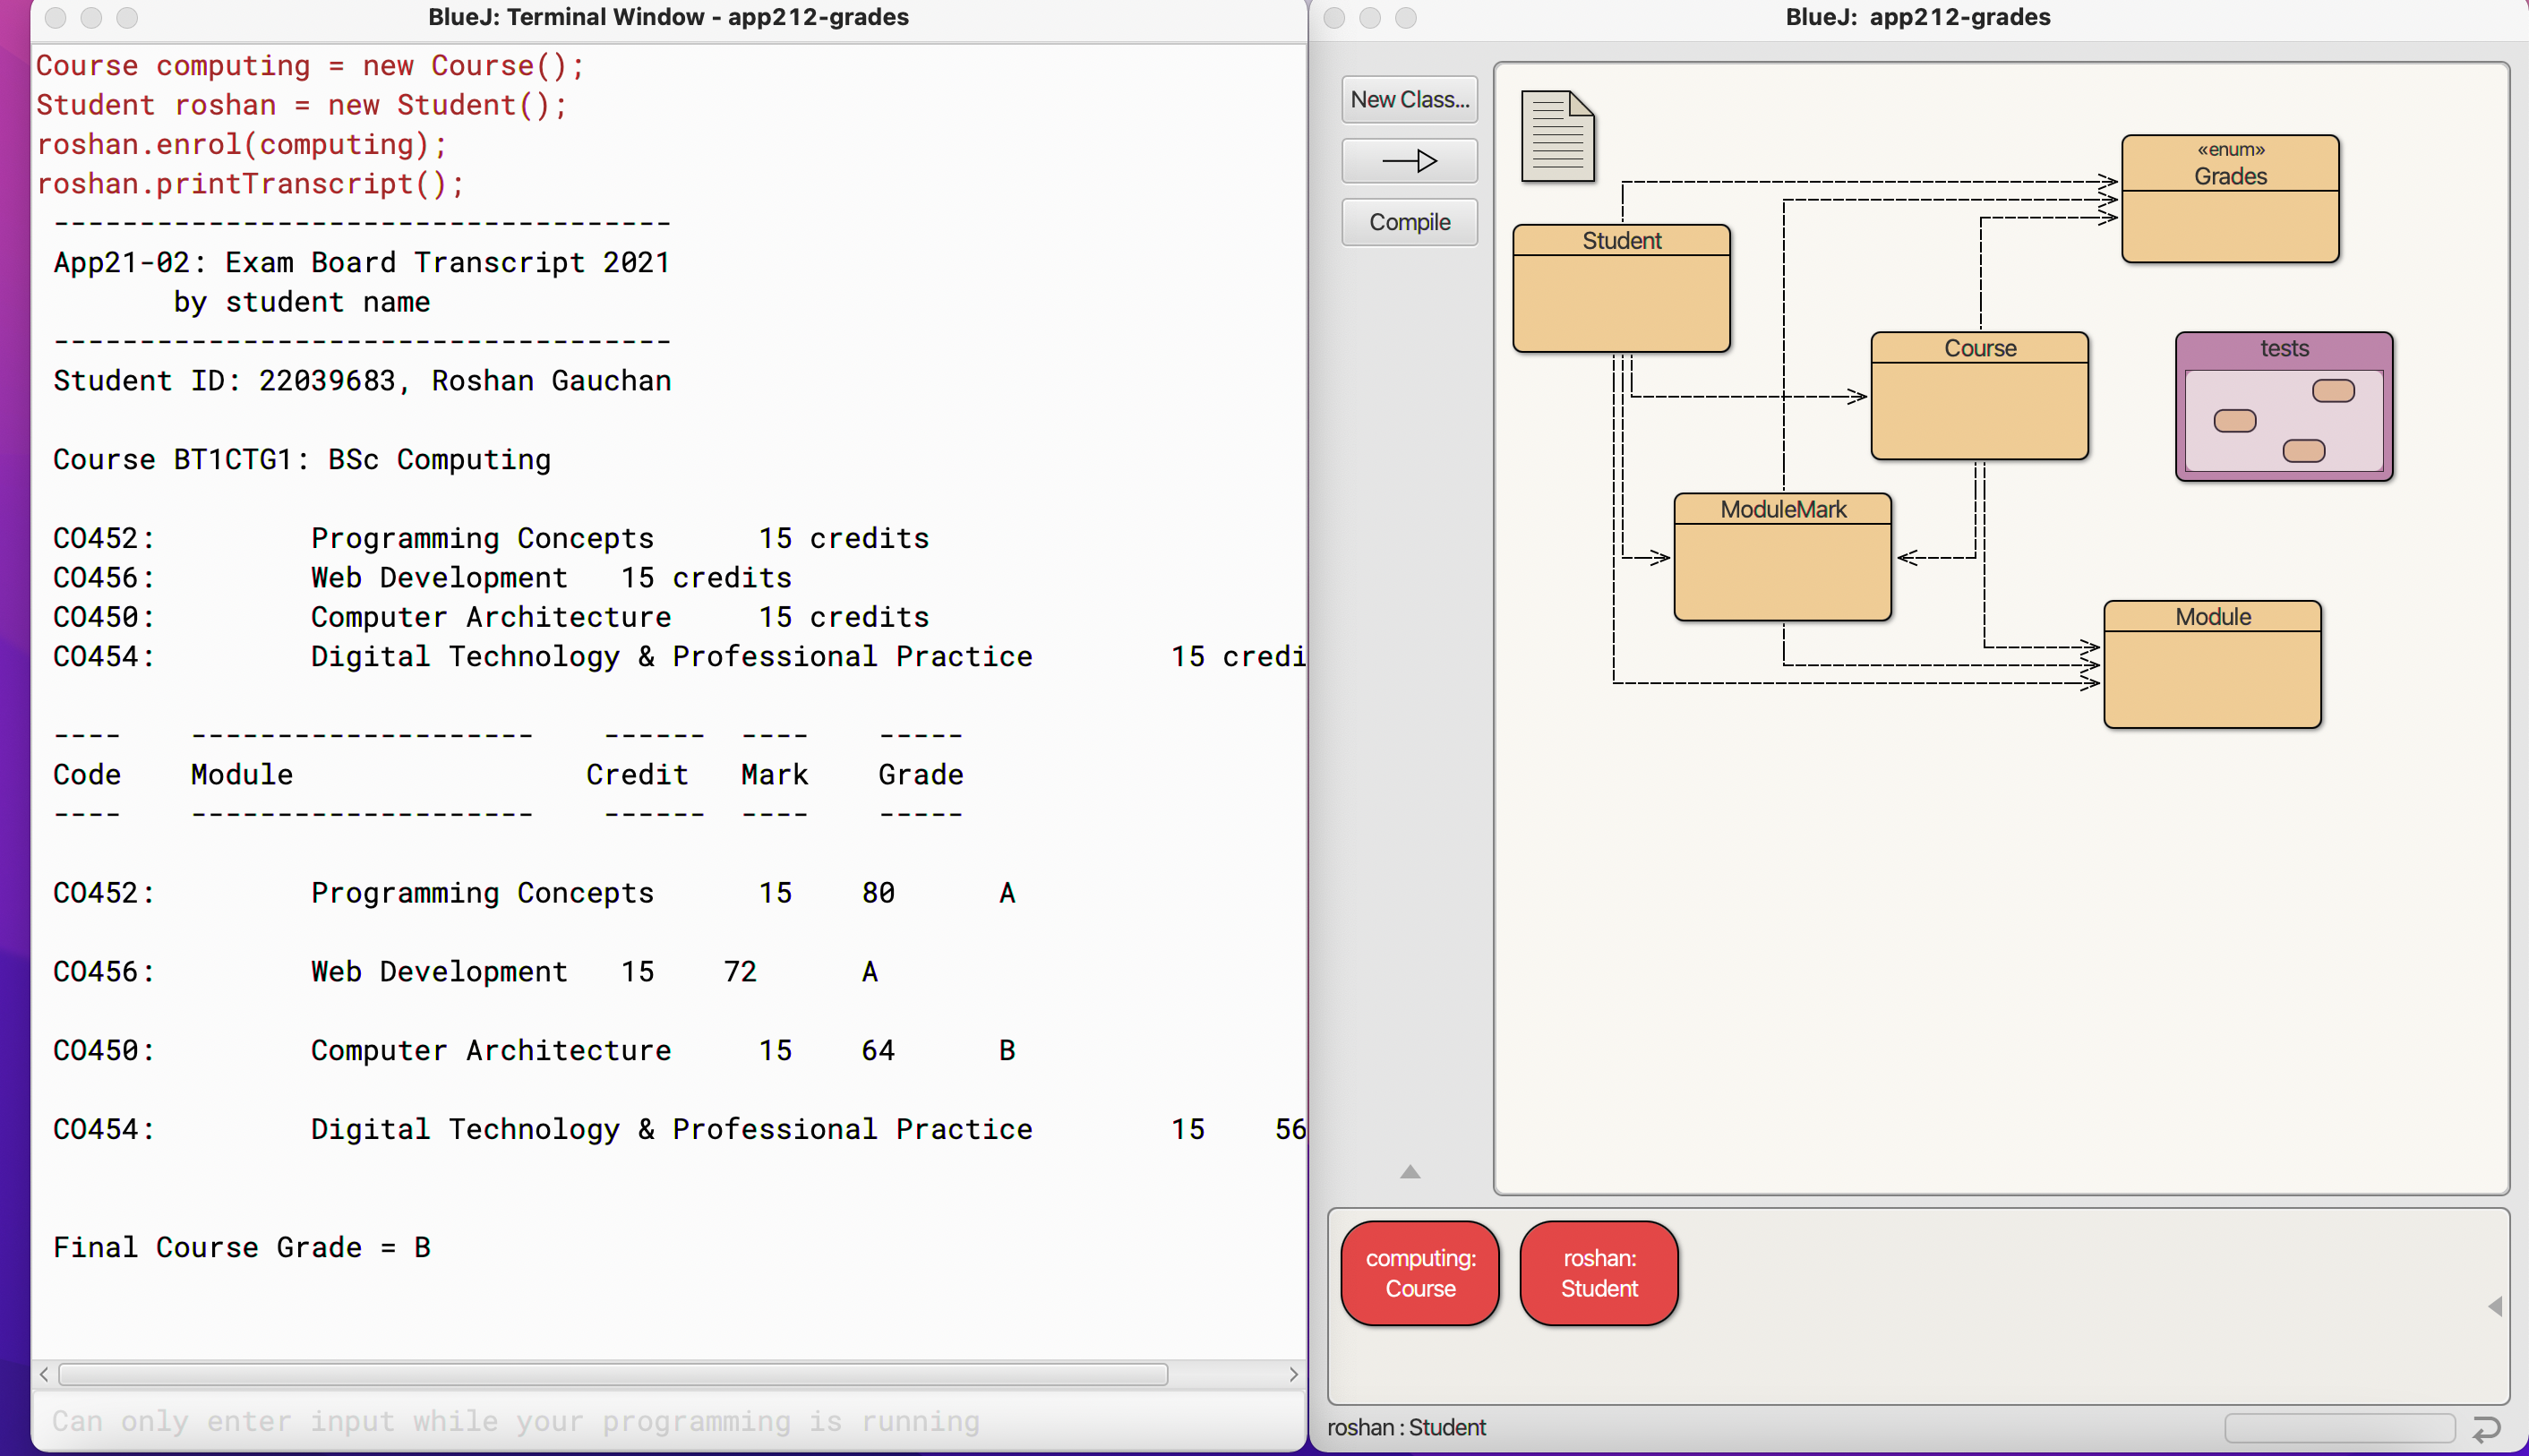 BlueJ: Terminal Window - app212-grades
Course computing = new Course();
Student roshan = new Student();
roshan.enrol(computing);
roshan.printTranscript();
------------------------------------
App21-02: Exam Board Transcript 2021
by student name
------------------------------------
Student ID: 22039683, Roshan Gauchan
Course BT1CTG1: BSc Computing
CO452: Programming Concepts 15 credits
CO456: Web Development 15 credits
CO450: Computer Architecture 15 credits
CO454: Digital Technology & Professional Practice 15 credi
---- -------------------- ------ ---- -----
Code Module Credit Mark Grade
---- -------------------- ------ ---- -----
CO452: Programming Concepts 15 80 A
CO456: Web Development 15 72 A
CO450: Computer Architecture 15 64 B
CO454: Digital Technology & Professional Practice 15 56
Final Course Grade = B
Can only enter input while your programming is running
BlueJ: app212-grades
New Class...
Compile
«enum»
Grades
Student
Course
tests
ModuleMark
Module
computing:
Course
roshan:
Student
roshan : Student